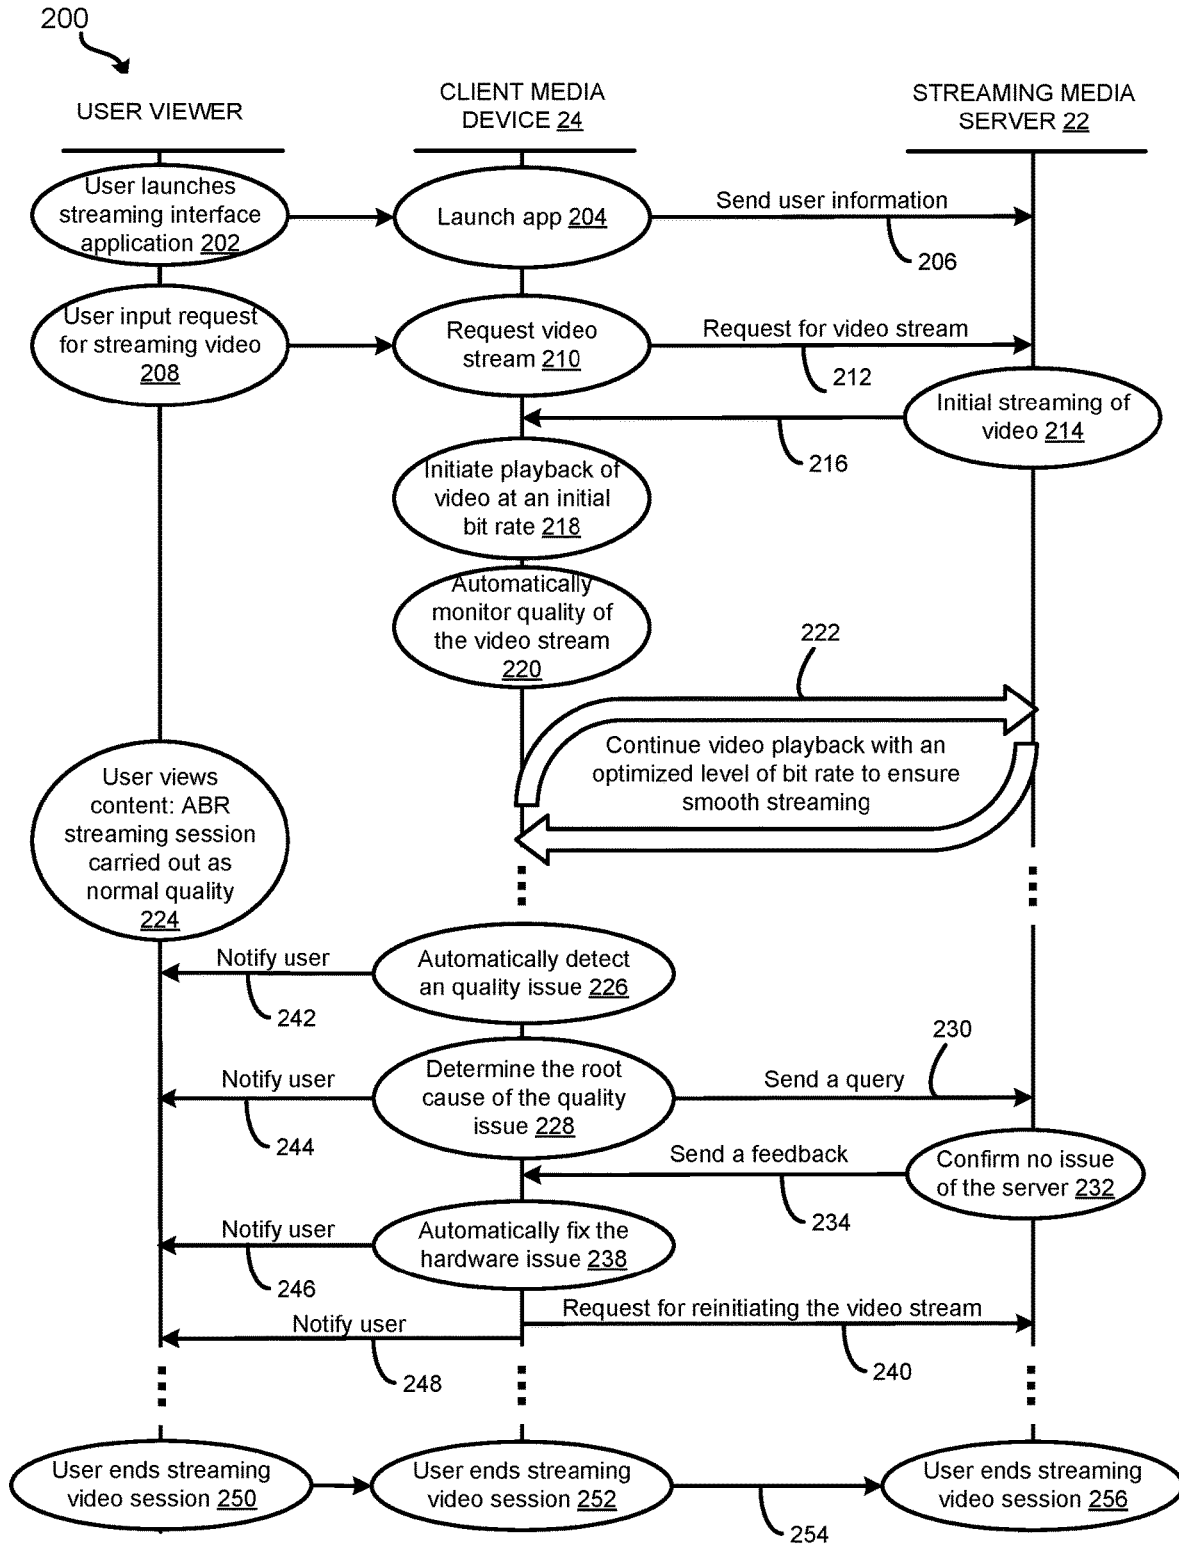 200
USER VIEWER
CLIENT MEDIA
DEVICE 24
STREAMING MEDIA
SERVER 22
User launches
streaming interface
application 202
Launch app 204
Send user information
206
User input request
for streaming video
208
Request video
stream 210
Request for video stream
212
Initial streaming of
video 214
216
Initiate playback of
video at an initial
bit rate 218
Automatically
monitor quality of
the video stream
220
222
Continue video playback with an
optimized level of bit rate to ensure
smooth streaming
User views
content: ABR
streaming session
carried out as
normal quality
224
Notify user
242
Automatically detect
an quality issue 226
230
Notify user
244
Determine the root
cause of the quality
issue 228
Send a query
Send a feedback
234
Confirm no issue
of the server 232
Notify user
246
Automatically fix the
hardware issue 238
Request for reinitiating the video stream
240
Notify user
248
User ends streaming
video session 250
User ends streaming
video session 252
254
User ends streaming
video session 256